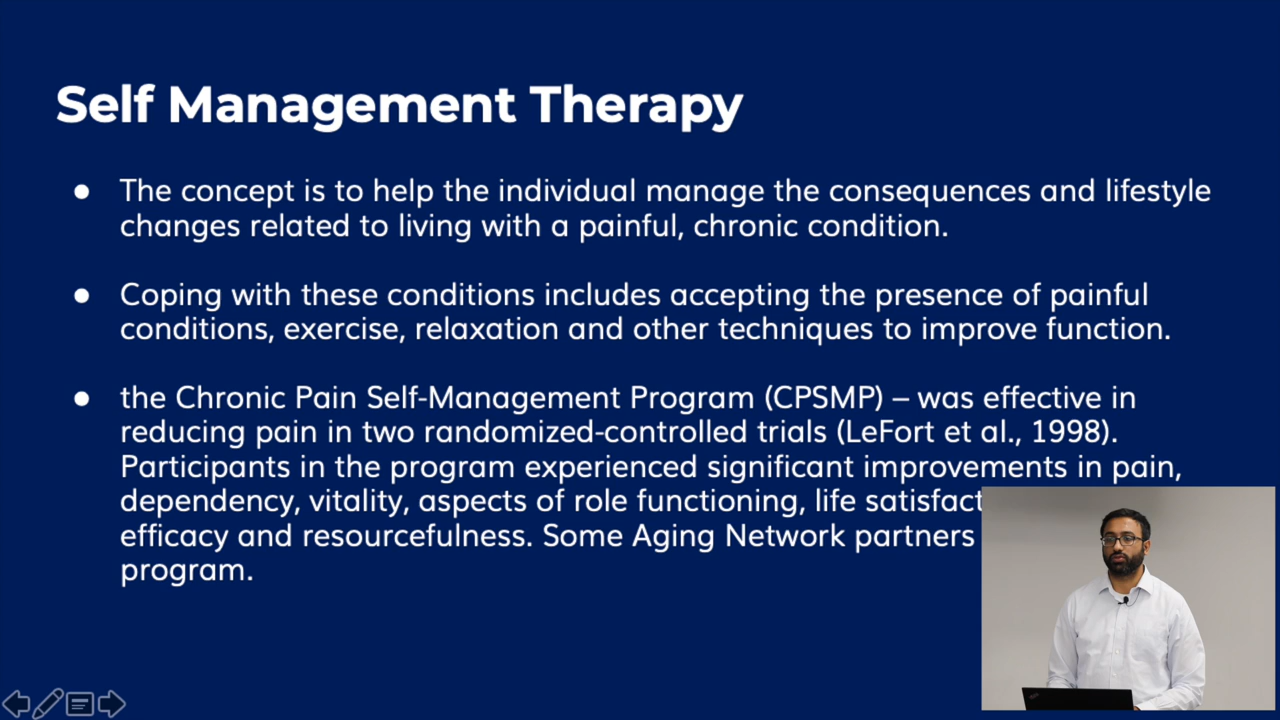 Self Management Therapy
● The concept is to help the individual manage the consequences and lifestyle
changes related to living with a painful, chronic condition.
● Coping with these conditions includes accepting the presence of painful
conditions, exercise, relaxation and other techniques to improve function.
● the Chronic Pain Self-Management Program (CPSMP) – was effective in
reducing pain in two randomized-controlled trials (LeFort et al., 1998).
Participants in the program experienced significant improvements in pain,
dependency, vitality, aspects of role functioning, life
efficacy and resourcefulness. Some Aging Network partners
program.